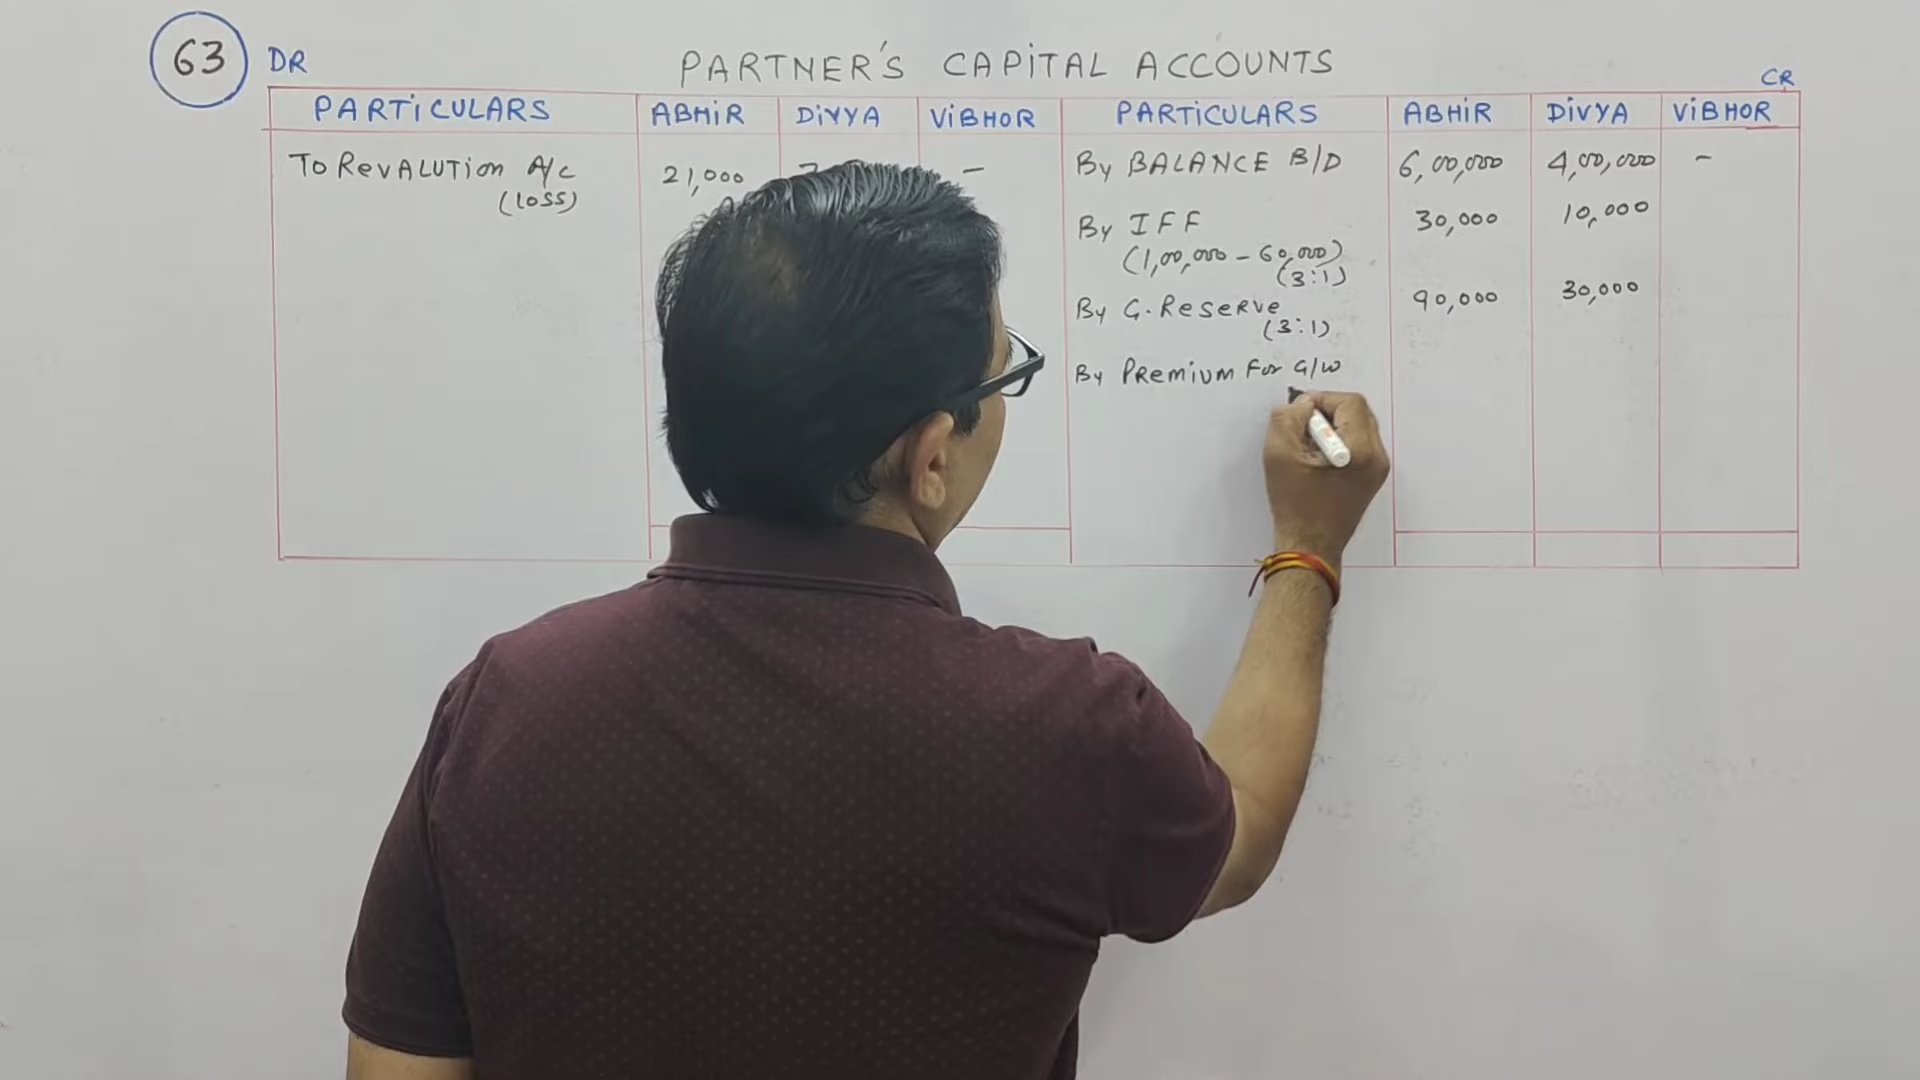 63 DR PARTNER'S CAPITAL ACCOUNTS CR
PARTICULARS ABHIR DIVYA VIBHOR PARTICULARS ABHIR DIVYA VIBHOR
To REVALUTION A/C 21,000 – By BALANCE B/D 6,00,000 4,00,000 –
(LOSS)
By IFF 30,000 10,000
(1,00,000 – 60,000)
(3:1)
By G. Reserve 90,000 30,000
(3:1)
By Premium For G/W